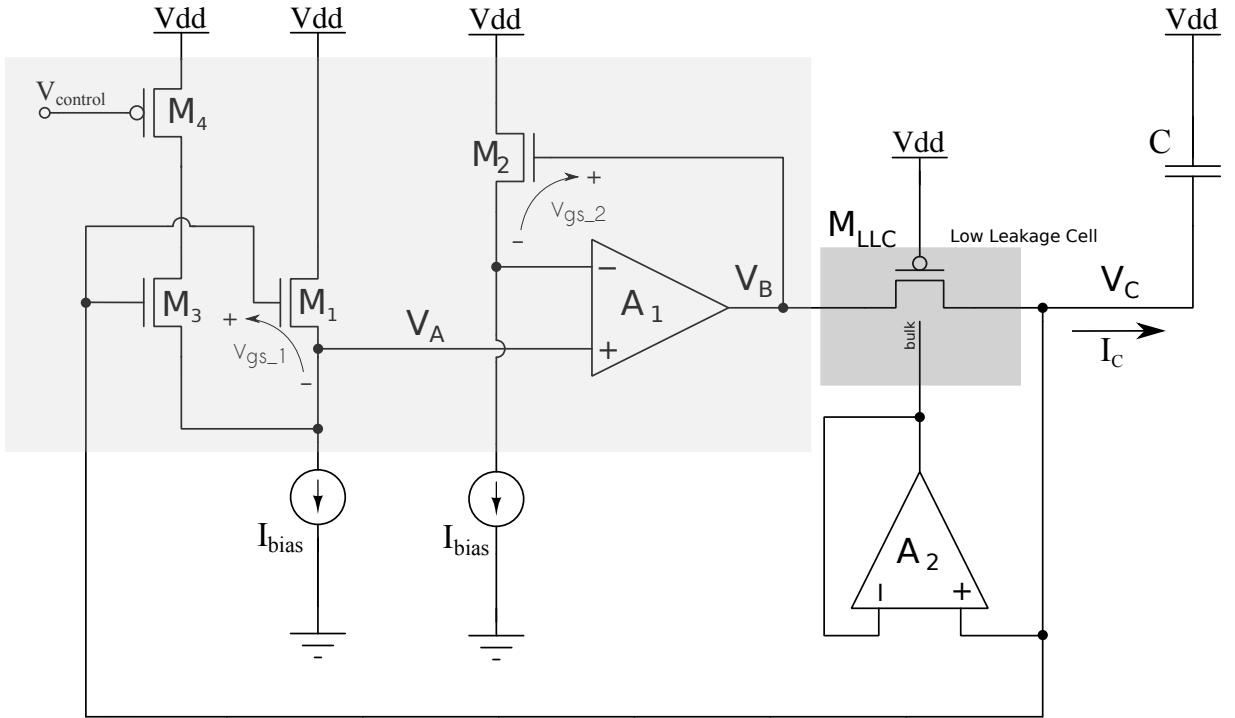 Vdd
Vdd
Vdd
Vdd
Vcontrol
M4
C
Vdd
M2
Vgs_2
+
−
MLLC
Low Leakage Cell
M3
M1
+
Vgs_1
−
VA
−
A1
+
VB
VC
bulk
IC
Ibias
Ibias
A2
−
+